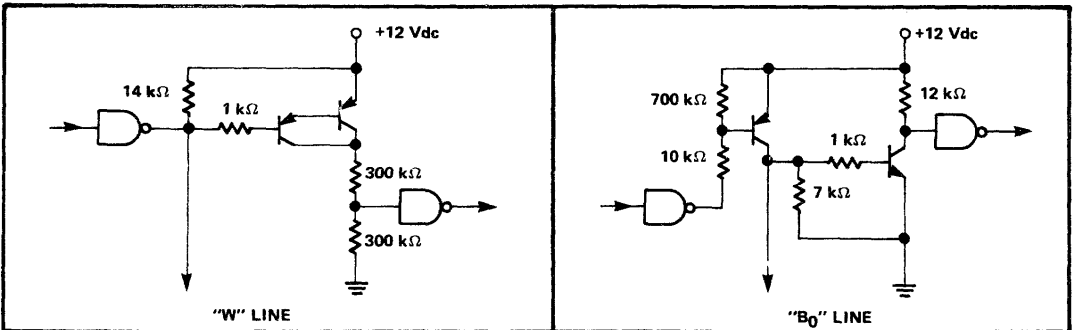 +12 Vdc
14 kΩ
1 kΩ
300 kΩ
300 kΩ
"W" LINE
+12 Vdc
700 kΩ
12 kΩ
1 kΩ
10 kΩ
7 kΩ
"B₀" LINE